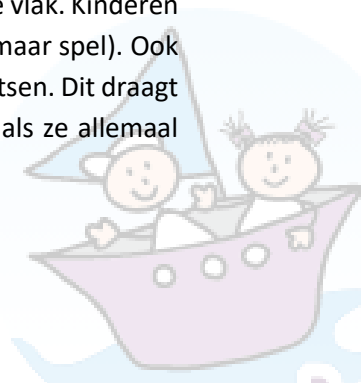 vlak. Kinderen
maar spel). Ook
tsen. Dit draagt
als ze allemaal